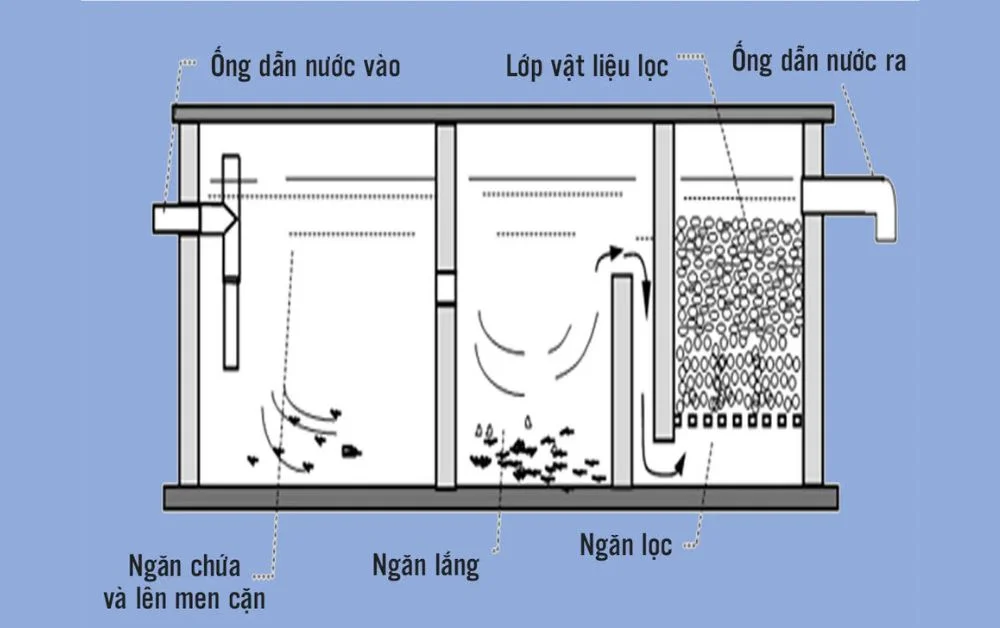 Ống dẫn nước vào
Lớp vật liệu lọc
Ống dẫn nước ra
Ngăn chứa
và lên men cặn
Ngăn lắng
Ngăn lọc